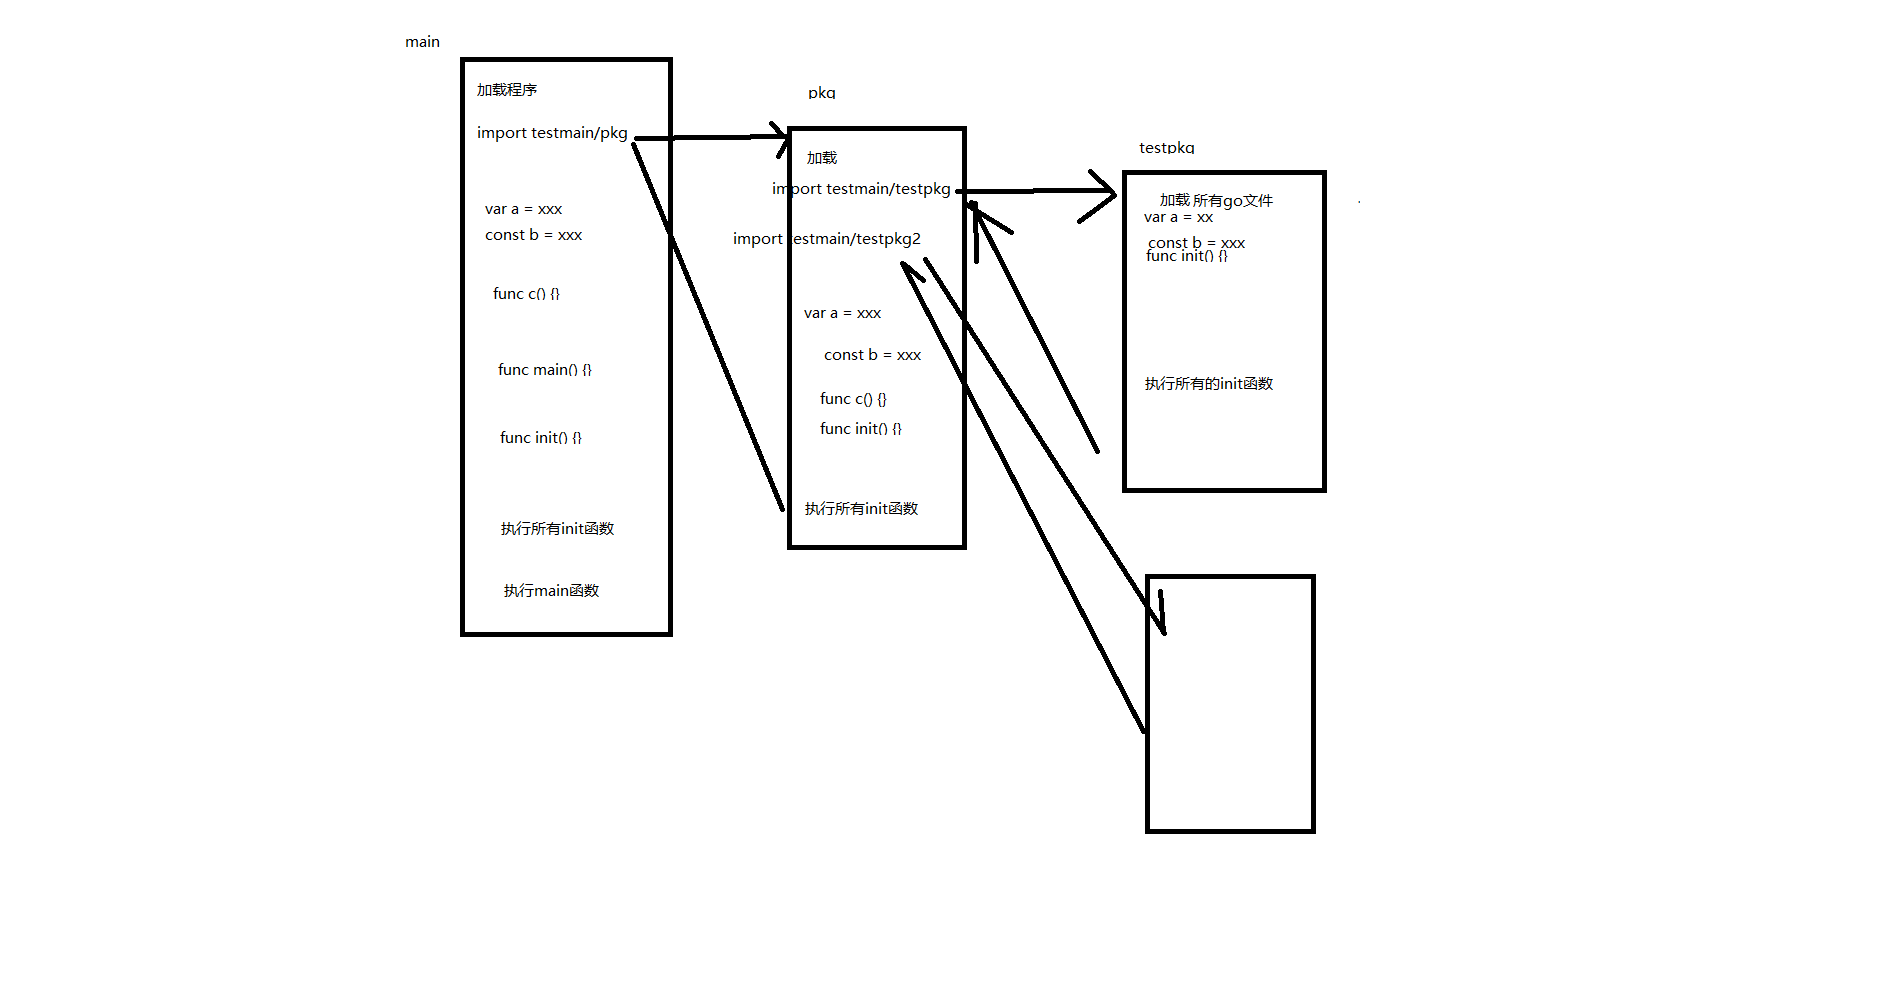 main
加载程序
import testmain/pkg
var a = xxx
const b = xxx
func c() {}
func main() {}
func init() {}
执行所有init函数
执行main函数
pkg
加载
import testmain/testpkg
import testmain/testpkg2
var a = xxx
const b = xxx
func c() {}
func init() {}
执行所有init函数
testpkg
加载 所有go文件
var a = xx
const b = xxx
func init() {}
执行所有的init函数